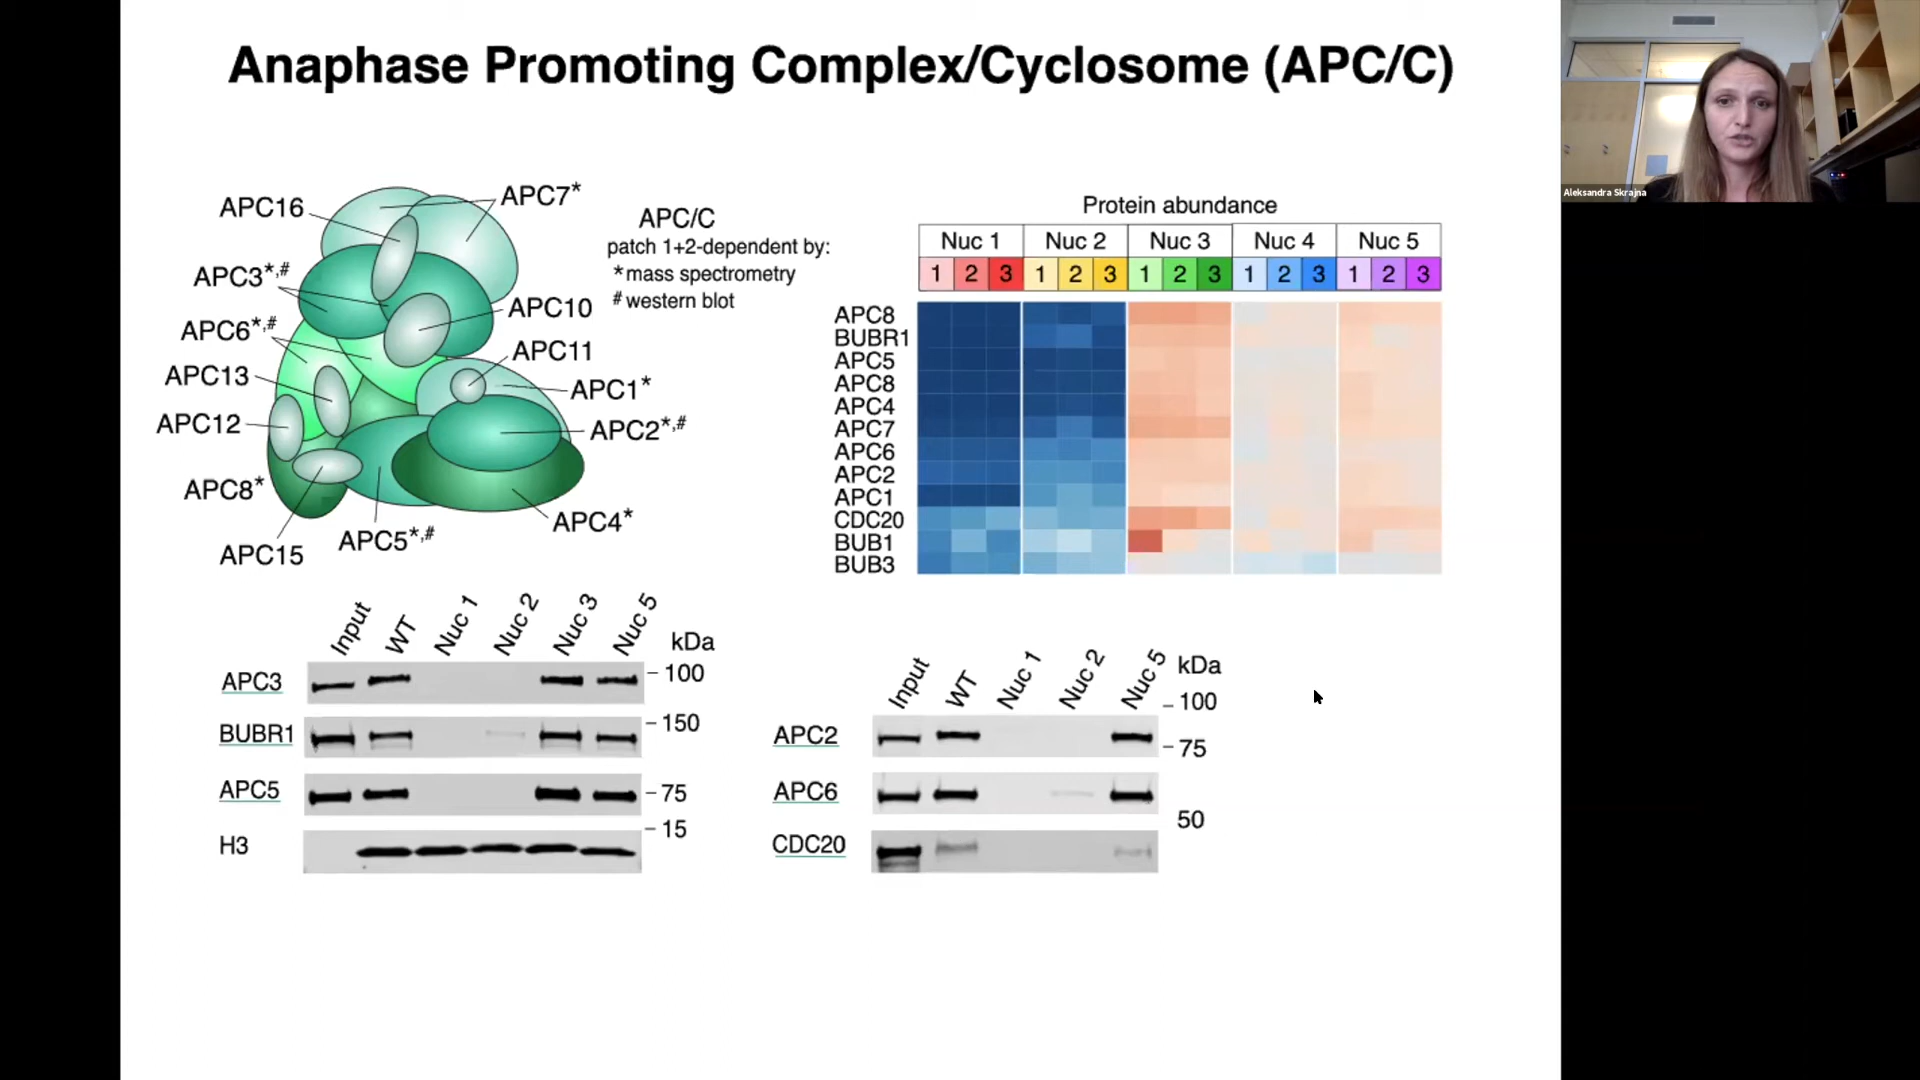 Anaphase Promoting Complex/Cyclosome (APC/C)
Aleksandra Skrajna
APC16
APC7*
APC3*,#
APC6*,#
APC10
APC13
APC11
APC1*
APC12
APC2*,#
APC8*
APC4*
APC5*,#
APC15
APC/C
patch 1+2-dependent by:
*mass spectrometry
#western blot
Protein abundance
Nuc 1 Nuc 2 Nuc 3 Nuc 4 Nuc 5
1 2 3 1 2 3 1 2 3 1 2 3 1 2 3
APC8
BUBR1
APC5
APC8
APC4
APC7
APC6
APC2
APC1
CDC20
BUB1
BUB3
Input WT Nuc 1 Nuc 2 Nuc 3 Nuc 5 kDa
APC3 100
BUBR1 150
APC5 75
15
H3
Input WT Nuc 1 Nuc 2 Nuc 5 kDa
100
APC2 75
APC6
50
CDC20